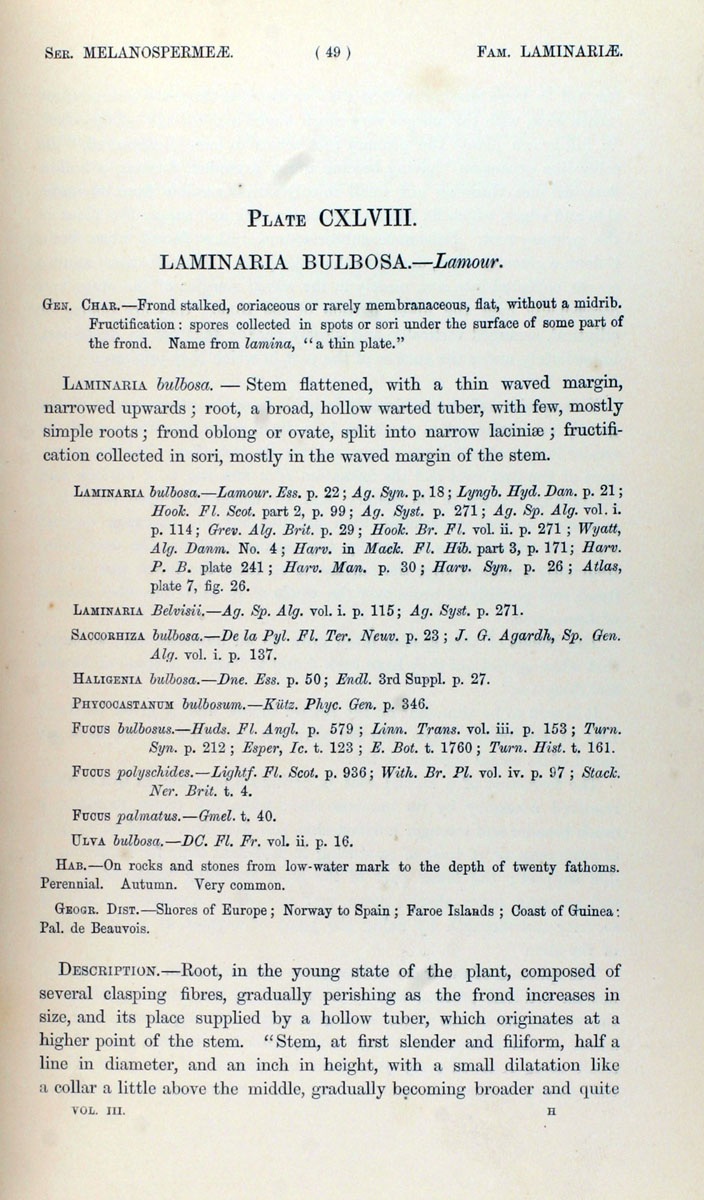 Ser. MELANOSPERMEÆ. ( 49 ) Fam. LAMINARIÆ.
Plate CXLVIII.
LAMINARIA BULBOSA.—Lamour.
Gen. Char.—Frond stalked, coriaceous or rarely membranaceous, flat, without a midrib.
Fructification: spores collected in spots or sori under the surface of some part of
the frond. Name from lamina, “a thin plate.”
Laminaria bulbosa. — Stem flattened, with a thin waved margin,
narrowed upwards; root, a broad, hollow warted tuber, with few, mostly
simple roots; frond oblong or ovate, split into narrow laciniæ; fructifi-
cation collected in sori, mostly in the waved margin of the stem.
Laminaria bulbosa.—Lamour. Ess. p. 22; Ag. Syn. p. 18; Lyngb. Hyd. Dan. p. 21;
Hook. Fl. Scot. part 2, p. 99; Ag. Syst. p. 271; Ag. Sp. Alg. vol. i.
p. 114; Grev. Alg. Brit. p. 29; Hook. Br. Fl. vol. ii. p. 271; Wyatt,
Alg. Danm. No. 4; Harv. in Mack. Fl. Hib. part 3, p. 171; Harv.
P. B. plate 241; Harv. Man. p. 30; Harv. Syn. p. 26; Atlas,
plate 7, fig. 26.
Laminaria Belvisii.—Ag. Sp. Alg. vol. i. p. 115; Ag. Syst. p. 271.
Saccorhiza bulbosa.—De la Pyl. Fl. Ter. Neuv. p. 23; J. G. Agardh, Sp. Gen.
Alg. vol. i. p. 137.
Haligenia bulbosa.—Dne. Ess. p. 50; Endl. 3rd Suppl. p. 27.
Phycocastanum bulbosum.—Kütz. Phyc. Gen. p. 346.
Fucus bulbosus.—Huds. Fl. Angl. p. 579; Linn. Trans. vol. iii. p. 153; Turn.
Syn. p. 212; Esper, Ic. t. 123; E. Bot. t. 1760; Turn. Hist. t. 161.
Fucus polyschides.—Lightf. Fl. Scot. p. 936; With. Br. Pl. vol. iv. p. 97; Stack.
Ner. Brit. t. 4.
Fucus palmatus.—Gmel. t. 40.
Ulva bulbosa.—DC. Fl. Fr. vol. ii. p. 16.
Hab.—On rocks and stones from low-water mark to the depth of twenty fathoms.
Perennial. Autumn. Very common.
Geogr. Dist.—Shores of Europe; Norway to Spain; Faroe Islands; Coast of Guinea:
Pal. de Beauvois.
Description.—Root, in the young state of the plant, composed of
several clasping fibres, gradually perishing as the frond increases in
size, and its place supplied by a hollow tuber, which originates at a
higher point of the stem. “Stem, at first slender and filiform, half a
line in diameter, and an inch in height, with a small dilatation like
a collar a little above the middle, gradually becoming broader and quite
VOL. III. H